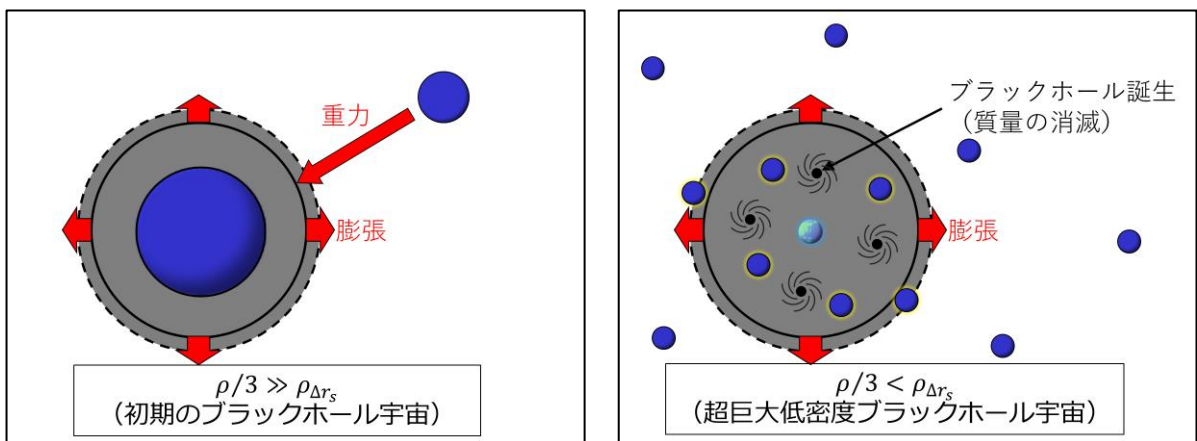 重力
膨張
ρ/3 ≫ ρ_{Δr_s}
（初期のブラックホール宇宙）
ブラックホール誕生
（質量の消滅）
膨張
ρ/3 < ρ_{Δr_s}
（超巨大低密度ブラックホール宇宙）